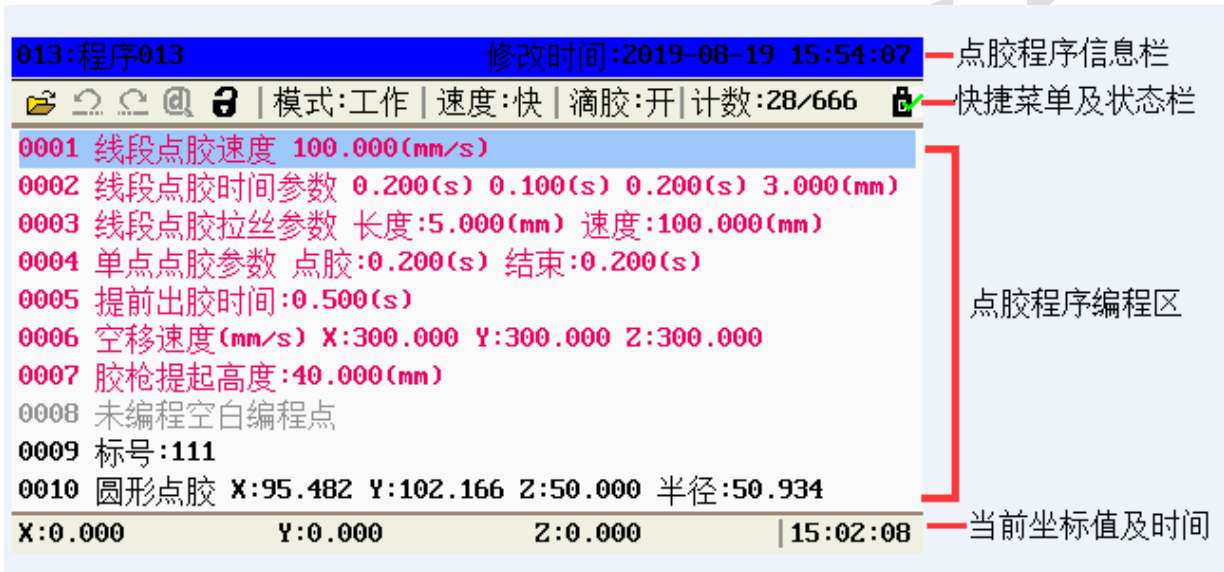 013:程序013 修改时间:2019-08-19 15:54:07 点胶程序信息栏
|模式:工作|速度:快|滴胶:开|计数:28/666 快捷菜单及状态栏
0001 线段点胶速度 100.000(mm/s)
0002 线段点胶时间参数 0.200(s) 0.100(s) 0.200(s) 3.000(mm)
0003 线段点胶拉丝参数 长度:5.000(mm) 速度:100.000(mm)
0004 单点点胶参数 点胶:0.200(s) 结束:0.200(s)
0005 提前出胶时间:0.500(s)
点胶程序编程区
0006 空移速度(mm/s) X:300.000 Y:300.000 Z:300.000
0007 胶枪提起高度:40.000(mm)
0008 未编程空白编程点
0009 标号:111
0010 圆形点胶 X:95.482 Y:102.166 Z:50.000 半径:50.934
X:0.000 Y:0.000 Z:0.000 |15:02:08 当前坐标值及时间